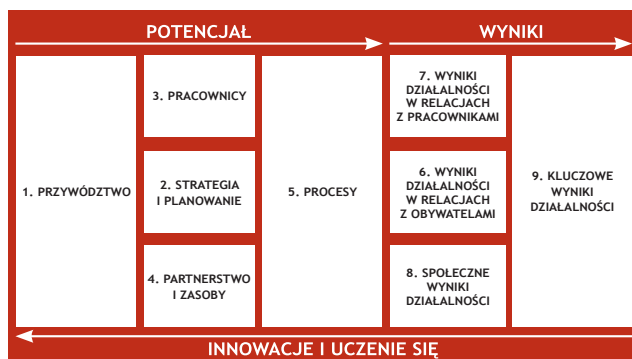 POTENCJAŁ
WYNIKI
1. PRZYWÓDZTWO
3. PRACOWNICY
2. STRATEGIA
I PLANOWANIE
4. PARTNERSTWO
I ZASOBY
5. PROCESY
7. WYNIKI
DZIAŁALNOŚCI
W RELACJACH
Z PRACOWNIKAMI
6. WYNIKI
DZIAŁALNOŚCI
W RELACJACH
Z OBYWATELAMI
8. SPOŁECZNE
WYNIKI
DZIAŁALNOŚCI
9. KLUCZOWE
WYNIKI
DZIAŁALNOŚCI
INNOWACJE I UCZENIE SIĘ